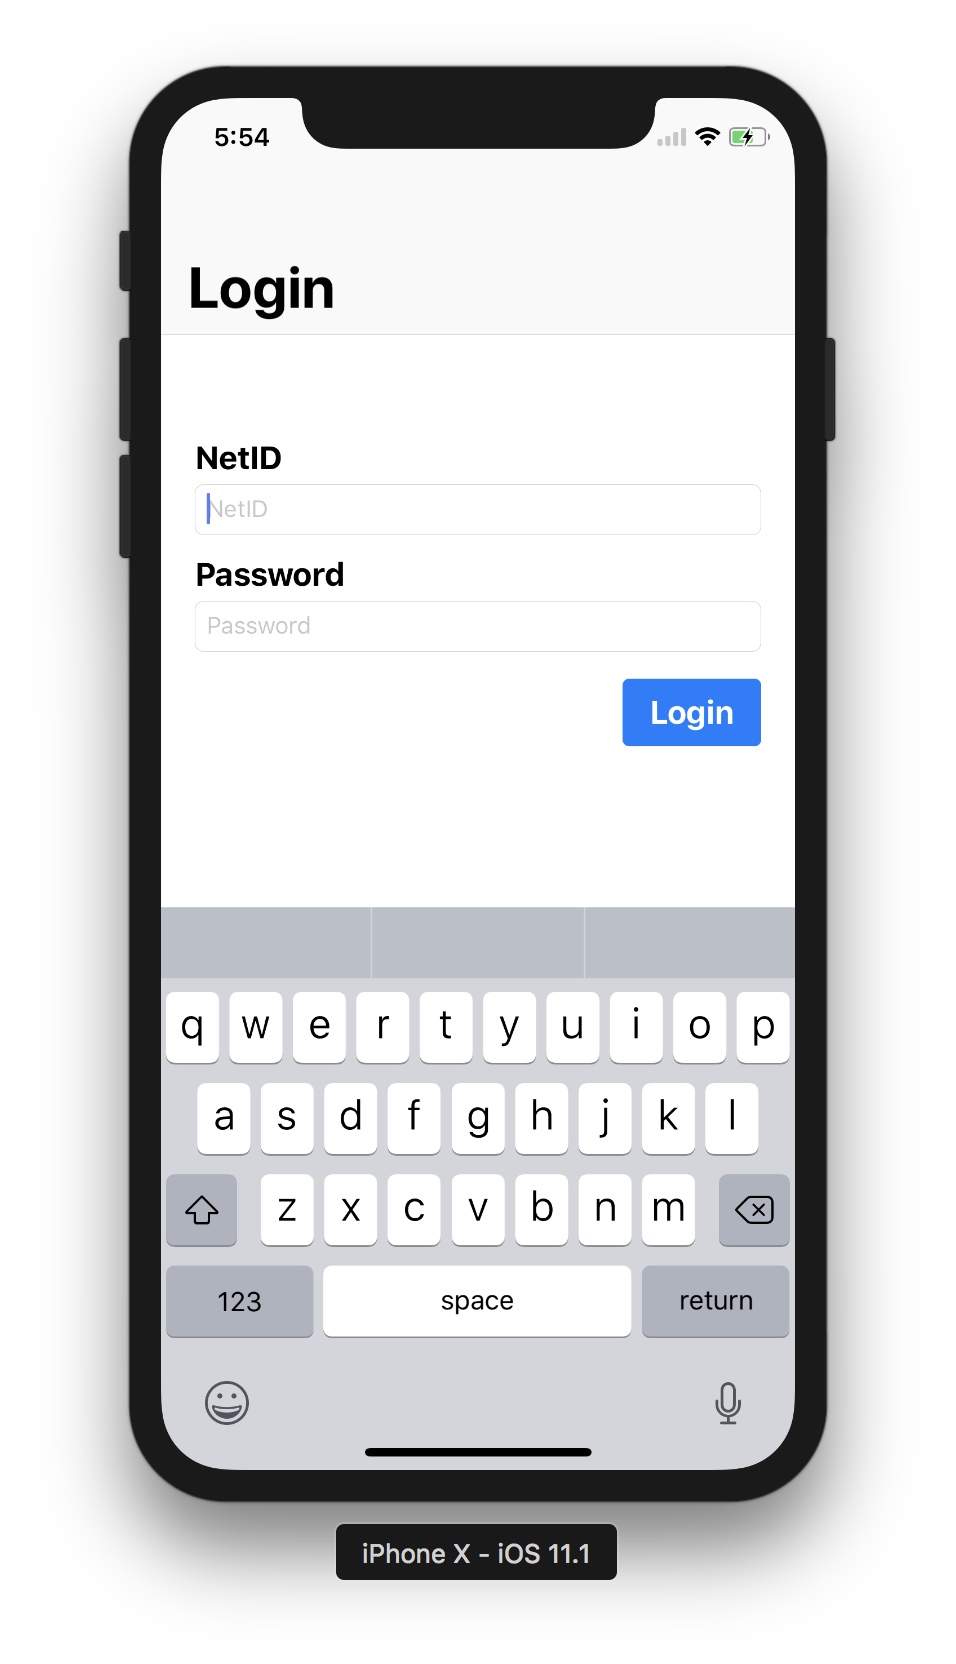 5:54
Login
NetID
NetID
Password
Password
Login
q w e r t y u i o p
a s d f g h j k l
z x c v b n m
123 space return
iPhone X - iOS 11.1